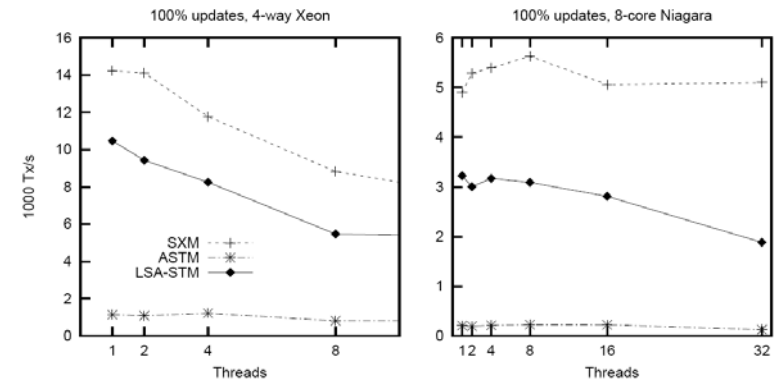 100% updates, 4-way Xeon
16
14
12
10
8
6
4
2
0
1000 Tx/s
SXM
ASTM
LSA-STM
1 2 4 8
Threads
100% updates, 8-core Niagara
6
5
4
3
2
1
0
1 2 4 8 16 32
Threads